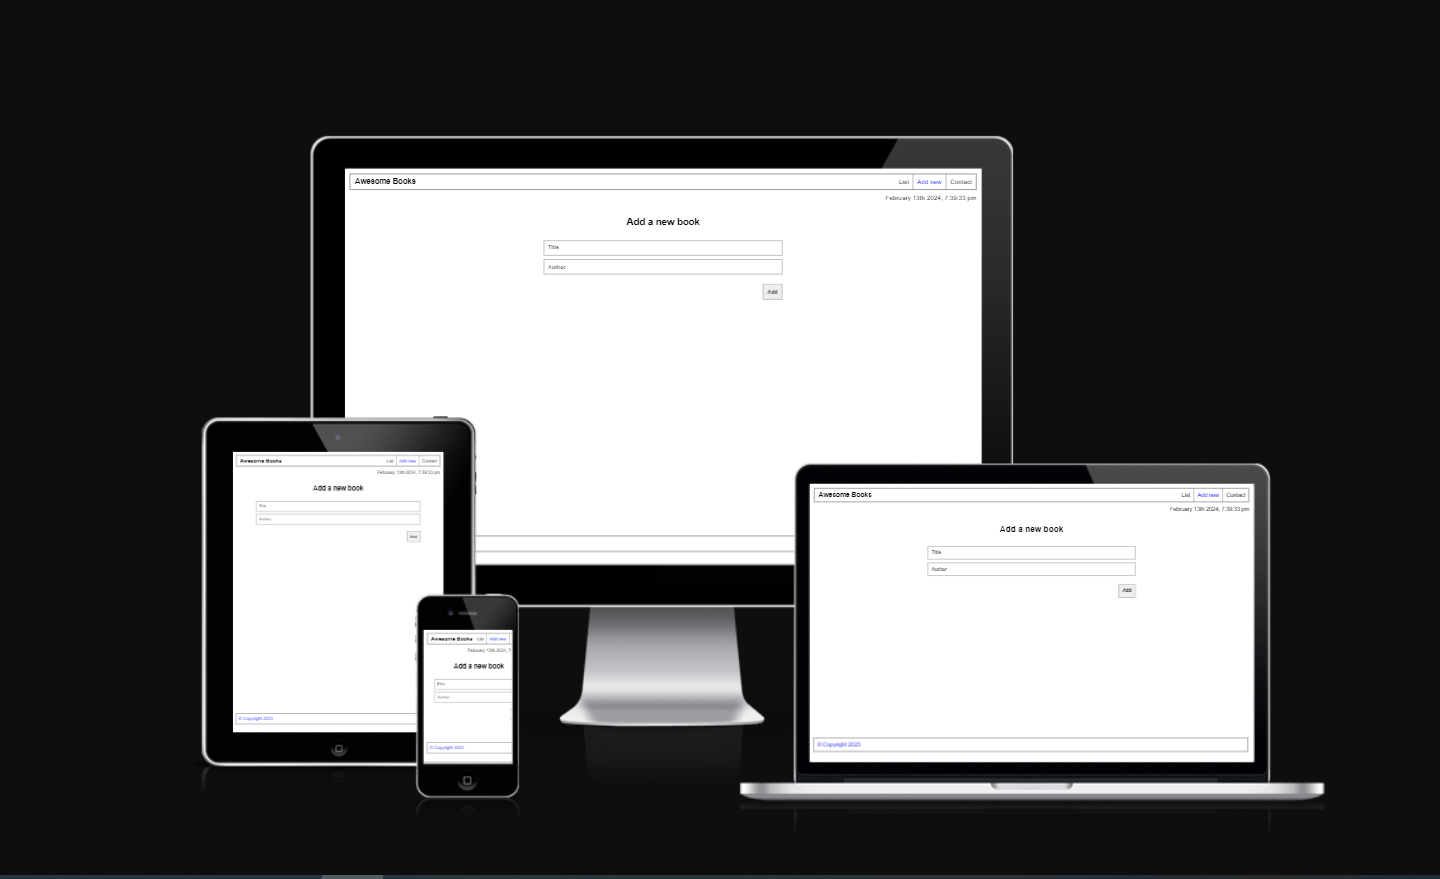 Awesome Books
List Add new Contact
February 13th 2024, 7:39:33 pm
Add a new book
Title
Author
Add
Awesome Books
List Add new Contact
February 13th 2024, 7:39:33 pm
Add a new book
Title
Author
Add
© Copyright 2023
Awesome Books List Add new
February 13th 2024, 7:
Add a new book
Title
Author
© Copyright 2023
Awesome Books
List Add new Contact
February 13th 2024, 7:39:33 pm
Add a new book
Title
Author
Add
© Copyright 2023